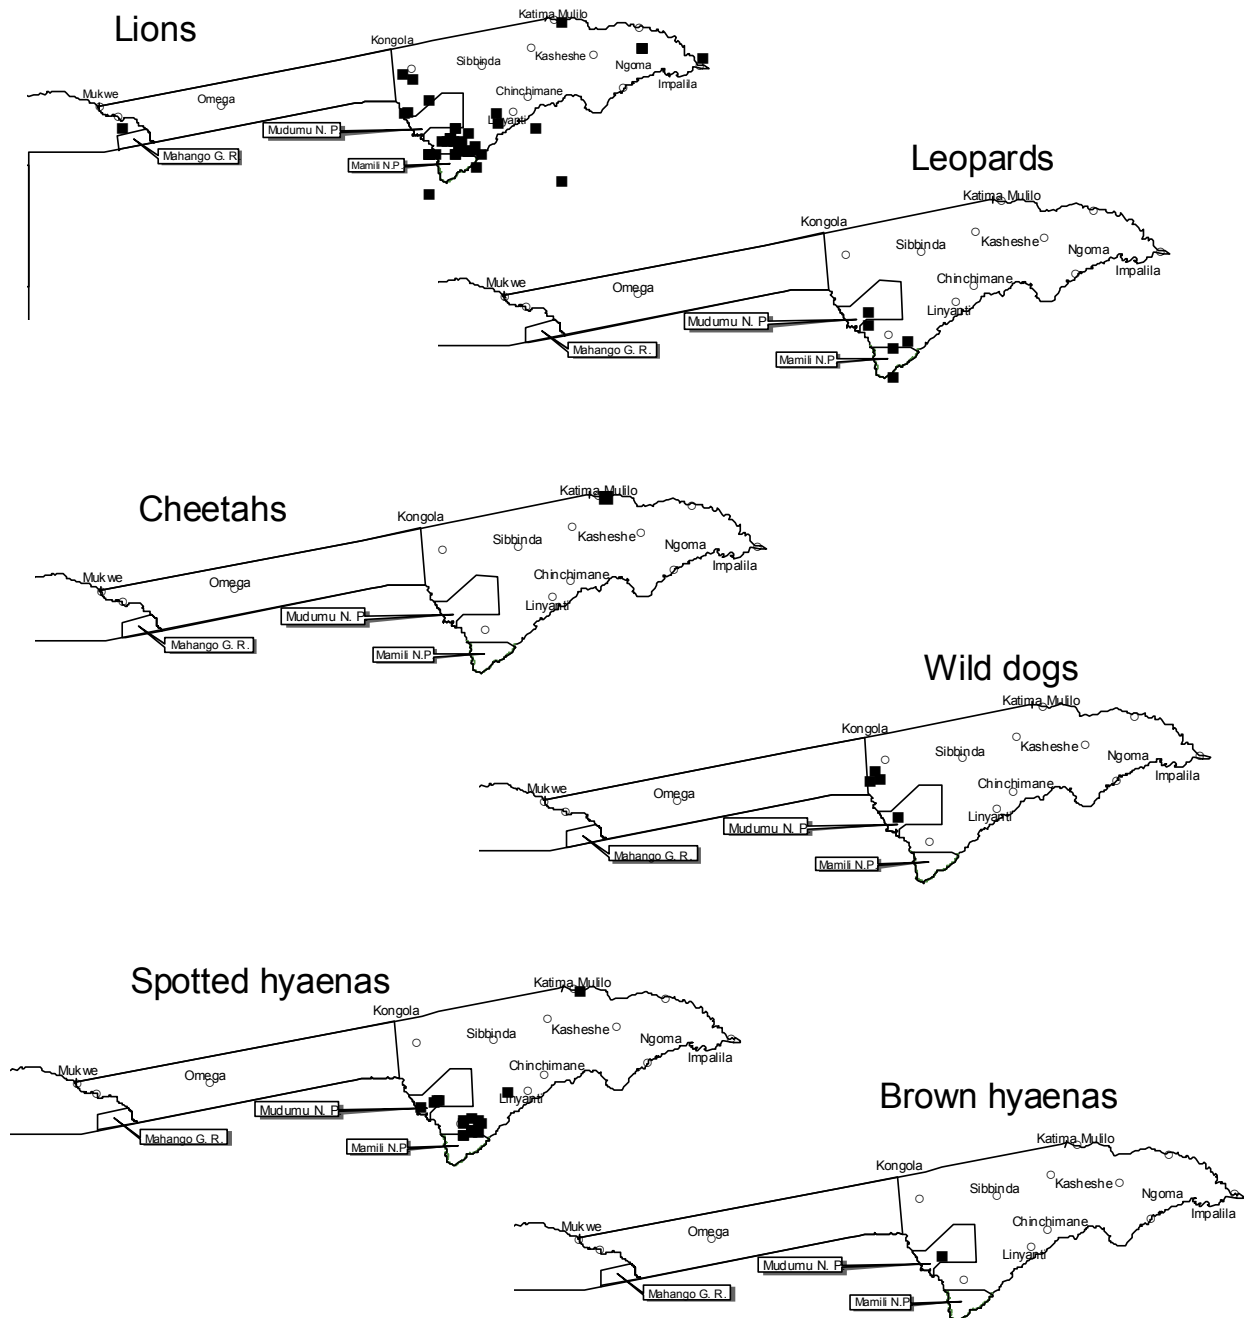 Lions
Katima Mulilo
Kongola
Sibbinda
Kasheshe
Ngoma
Impalila
Mukwe
Omega
Chinchimane
Linyanti
Mudumu N. P
Mahango G. R
Mamili N.P.
Leopards
Katima Mulilo
Kongola
Sibbinda
Kasheshe
Ngoma
Impalila
Mukwe
Omega
Chinchimane
Linyanti
Mudumu N. P
Mahango G. R.
Mamili N.P
Cheetahs
Katima Mulilo
Kongola
Sibbinda
Kasheshe
Ngoma
Impalila
Mukwe
Omega
Chinchimane
Linyanti
Mudumu N. P
Mahango G. R.
Mamili N.P
Wild dogs
Katima Mulilo
Kongola
Sibbinda
Kasheshe
Ngoma
Impalila
Mukwe
Omega
Chinchimane
Linyanti
Mudumu N. P
Mahango G. R.
Mamili N.P
Spotted hyaenas
Katima Mulilo
Kongola
Sibbinda
Kasheshe
Ngoma
Impalila
Mukwe
Omega
Chinchimane
Linyanti
Mudumu N. P
Mahango G. R.
Mamili N.P
Brown hyaenas
Katima Mulilo
Kongola
Sibbinda
Kasheshe
Ngoma
Impalila
Mukwe
Omega
Chinchimane
Linyanti
Mudumu N. P
Mahango G. R.
Mamili N.P